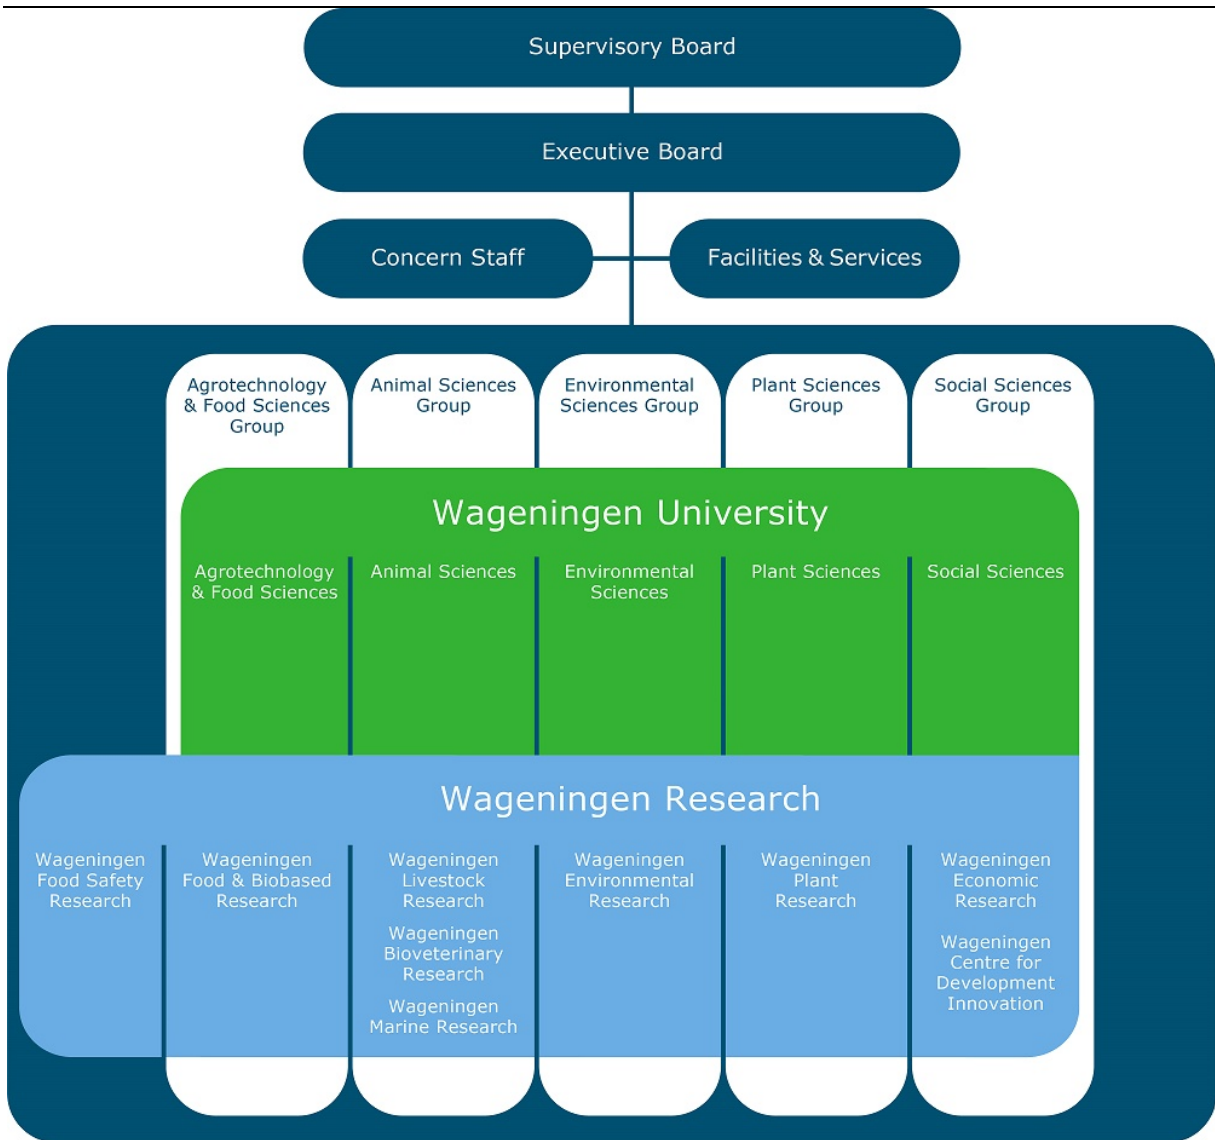 Supervisory Board
Executive Board
Concern Staff
Facilities & Services
Agrotechnology
& Food Sciences
Group
Animal Sciences
Group
Environmental
Sciences Group
Plant Sciences
Group
Social Sciences
Group
Wageningen University
Agrotechnology
& Food Sciences
Animal Sciences
Environmental
Sciences
Plant Sciences
Social Sciences
Wageningen Research
Wageningen
Food Safety
Research
Wageningen
Food & Biobased
Research
Wageningen
Livestock
Research
Wageningen
Bioveterinary
Research
Wageningen
Marine Research
Wageningen
Environmental
Research
Wageningen
Plant
Research
Wageningen
Economic
Research
Wageningen
Centre for
Development
Innovation